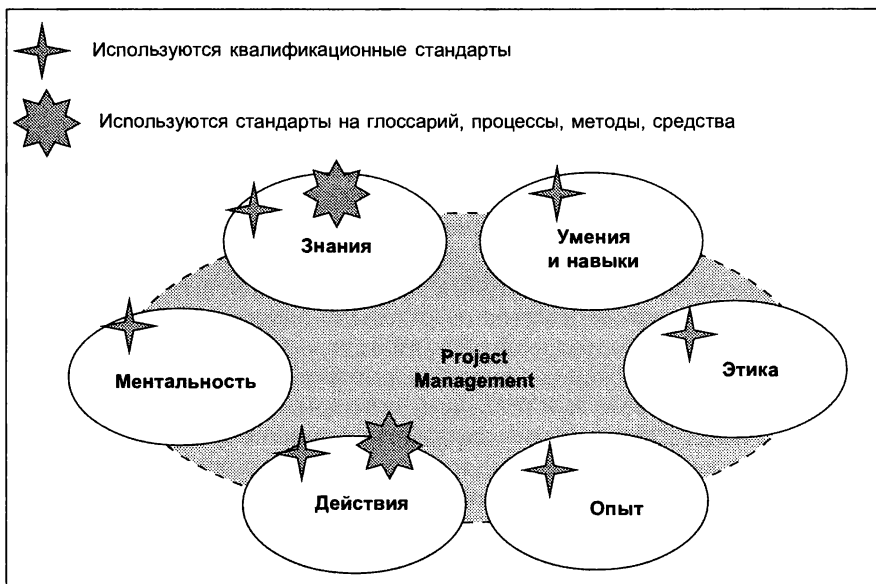 Используются квалификационные стандарты
Используются стандарты на глоссарий, процессы, методы, средства
Знания
Умения
и навыки
Ментальность
Project
Management
Этика
Действия
Опыт